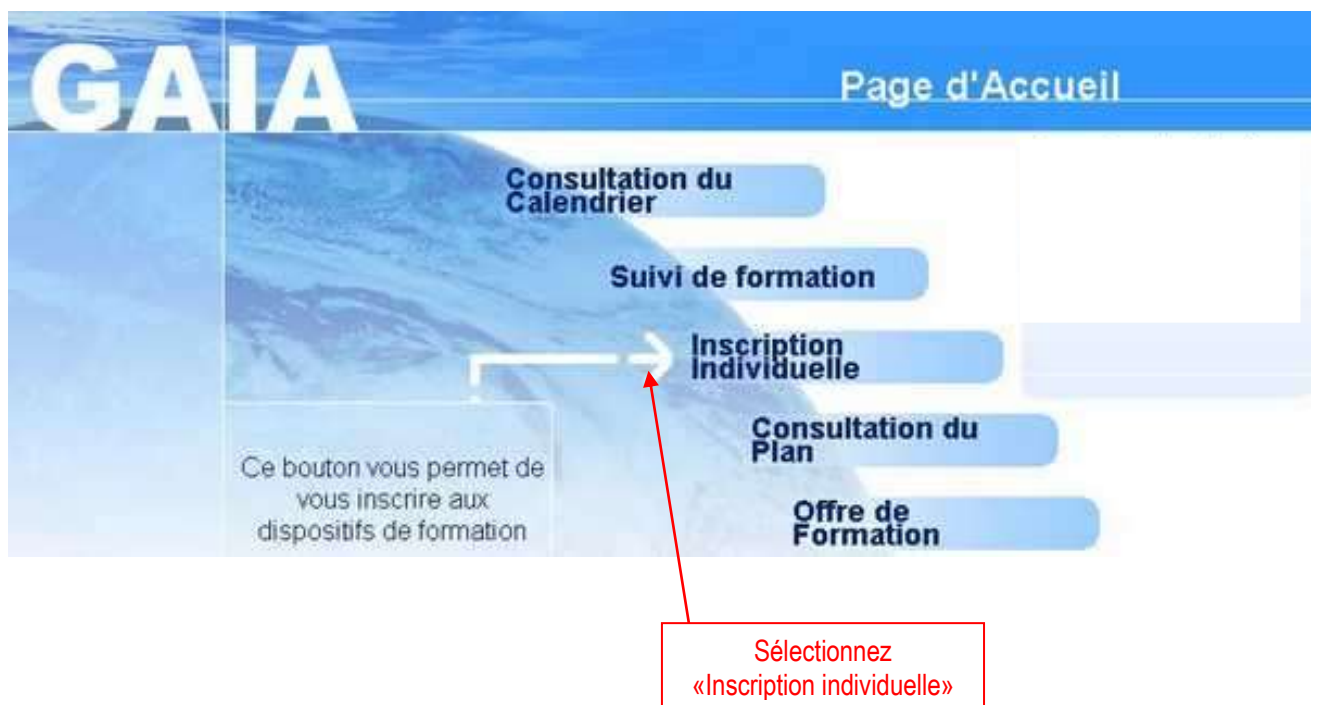 GAIA
Page d'Accueil
Consultation du
Calendrier
Suivi de formation
Inscription
Individuelle
Consultation du
Plan
Ce bouton vous permet de
vous inscrire aux
dispositifs de formation
Offre de
Formation
Sélectionnez
«Inscription individuelle»